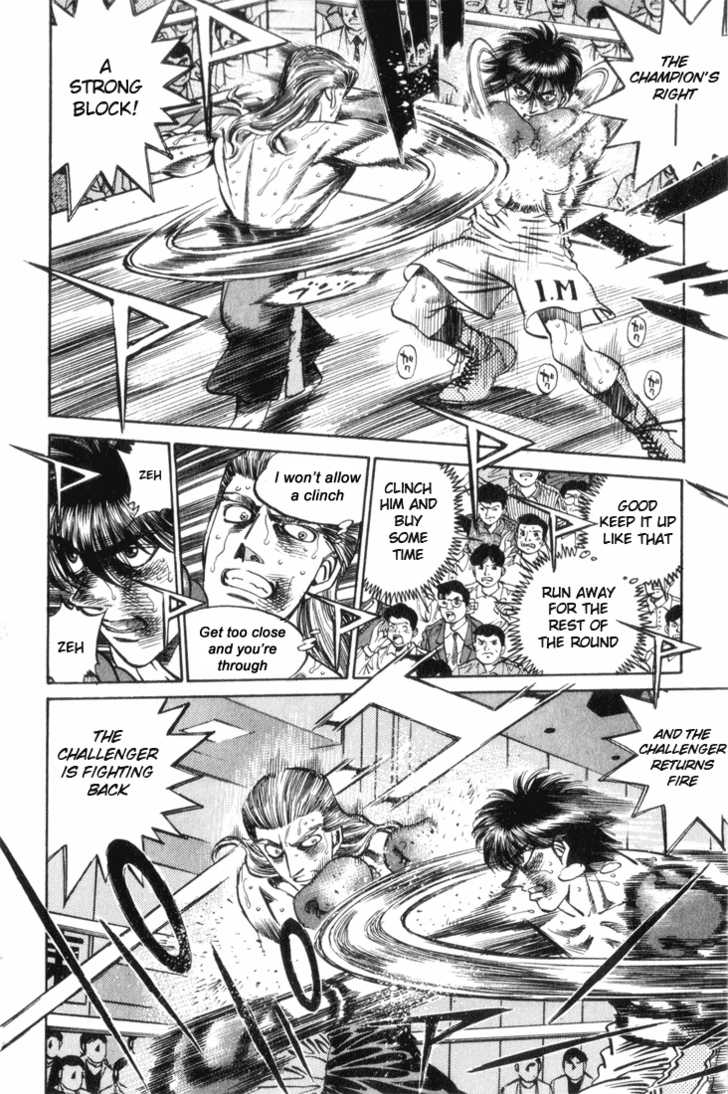 THE
CHAMPION'S
RIGHT
A
STRONG
BLOCK!
I.M
GOOD
KEEP IT UP
LIKE THAT
RUN AWAY
FOR THE
REST OF
THE ROUND
CLINCH
HIM AND
BUY
SOME
TIME
I won't allow
a clinch
Get too close
and you're
through
ZEH
ZEH
AND THE
CHALLENGER
RETURNS
FIRE
THE
CHALLENGER
IS FIGHTING
BACK